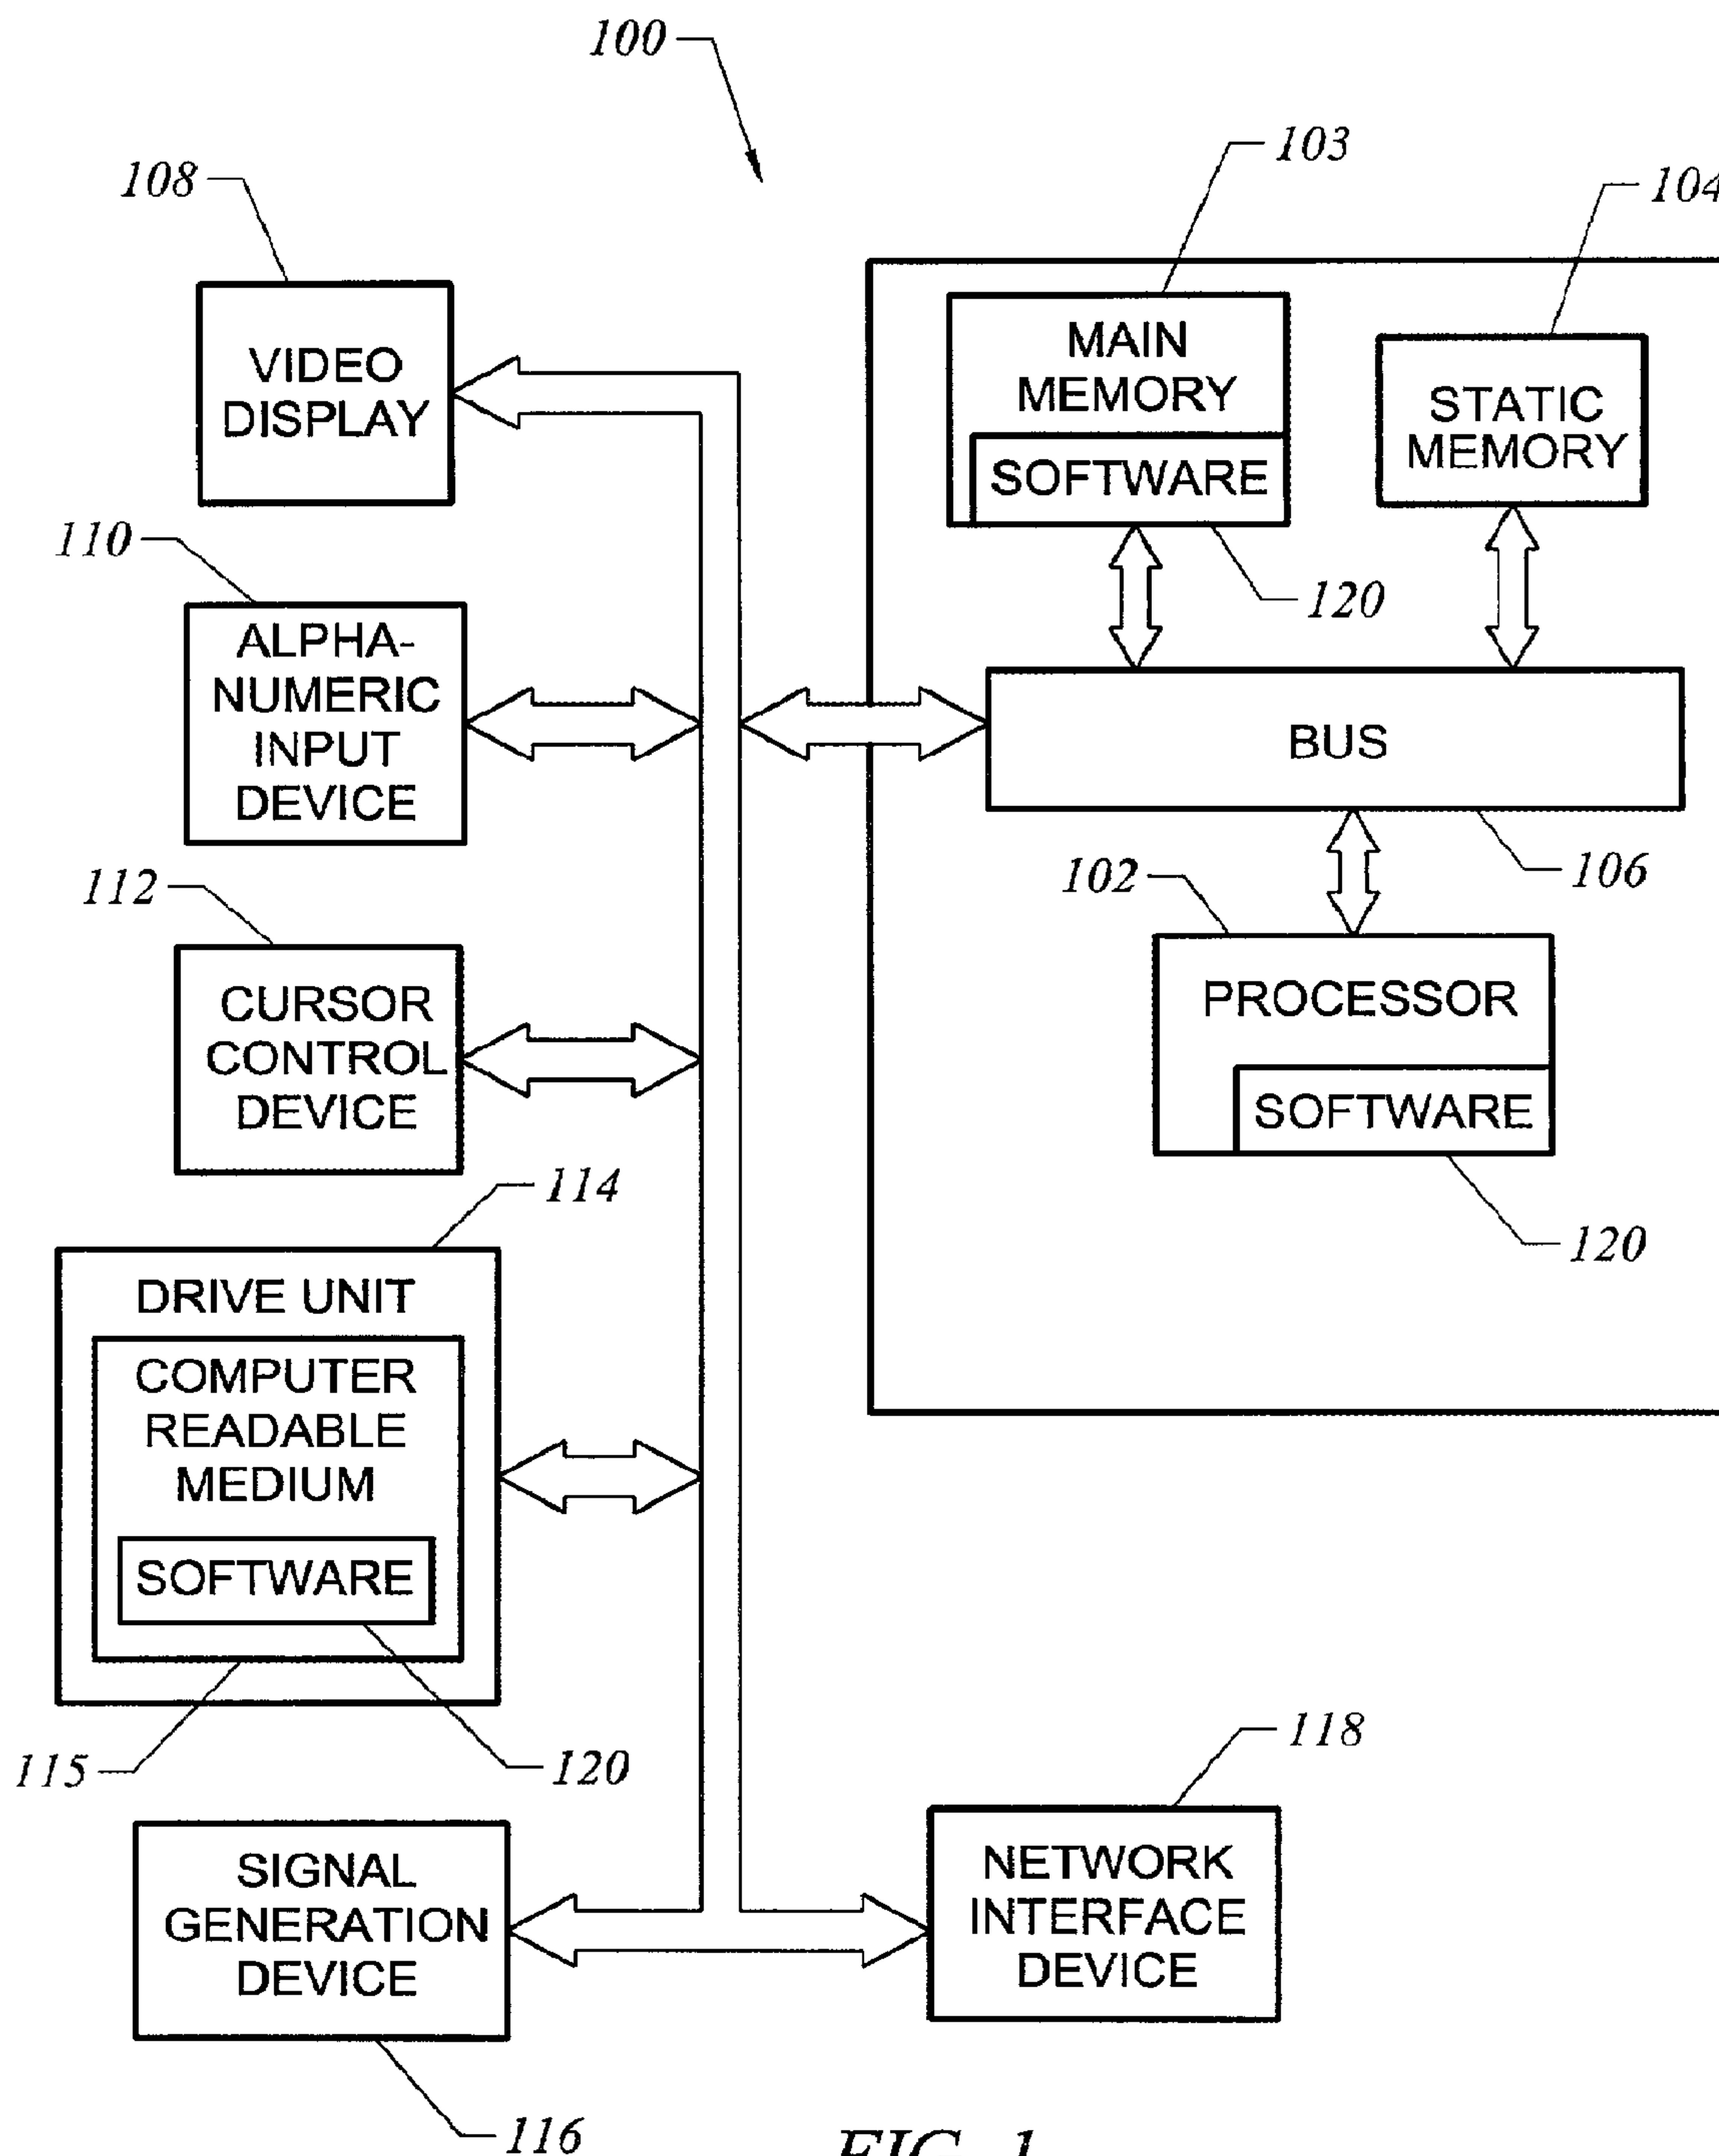 100
103
104
108
VIDEO
DISPLAY
MAIN
MEMORY
SOFTWARE
STATIC
MEMORY
120
110
ALPHA-
NUMERIC
INPUT
DEVICE
BUS
106
112
CURSOR
CONTROL
DEVICE
102
PROCESSOR
SOFTWARE
120
114
DRIVE UNIT
COMPUTER
READABLE
MEDIUM
SOFTWARE
115
120
118
SIGNAL
GENERATION
DEVICE
NETWORK
INTERFACE
DEVICE
116
FIG. 1